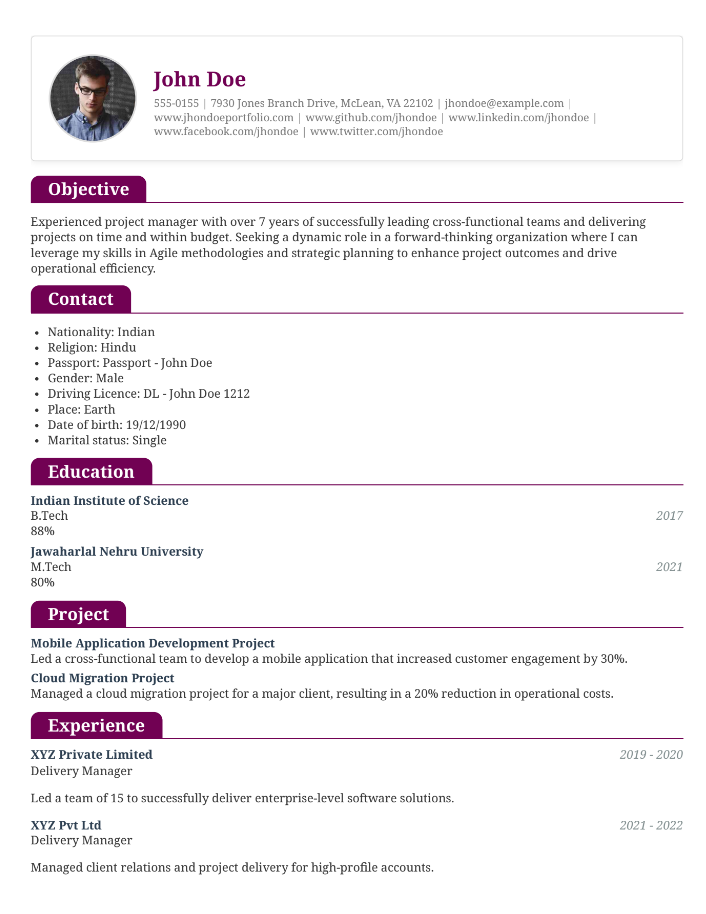 John Doe
555-0155 | 7930 Jones Branch Drive, McLean, VA 22102 | jhondoe@example.com |
www.jhondoeportfolio.com | www.github.com/jhondoe | www.linkedin.com/jhondoe |
www.facebook.com/jhondoe | www.twitter.com/jhondoe
Objective
Experienced project manager with over 7 years of successfully leading cross-functional teams and delivering
projects on time and within budget. Seeking a dynamic role in a forward-thinking organization where I can
leverage my skills in Agile methodologies and strategic planning to enhance project outcomes and drive
operational efficiency.
Contact
• Nationality: Indian
• Religion: Hindu
• Passport: Passport - John Doe
• Gender: Male
• Driving Licence: DL - John Doe 1212
• Place: Earth
• Date of birth: 19/12/1990
• Marital status: Single
Education
Indian Institute of Science
B.Tech 2017
88%
Jawaharlal Nehru University
M.Tech 2021
80%
Project
Mobile Application Development Project
Led a cross-functional team to develop a mobile application that increased customer engagement by 30%.
Cloud Migration Project
Managed a cloud migration project for a major client, resulting in a 20% reduction in operational costs.
Experience
XYZ Private Limited 2019 - 2020
Delivery Manager
Led a team of 15 to successfully deliver enterprise-level software solutions.
XYZ Pvt Ltd 2021 - 2022
Delivery Manager
Managed client relations and project delivery for high-profile accounts.